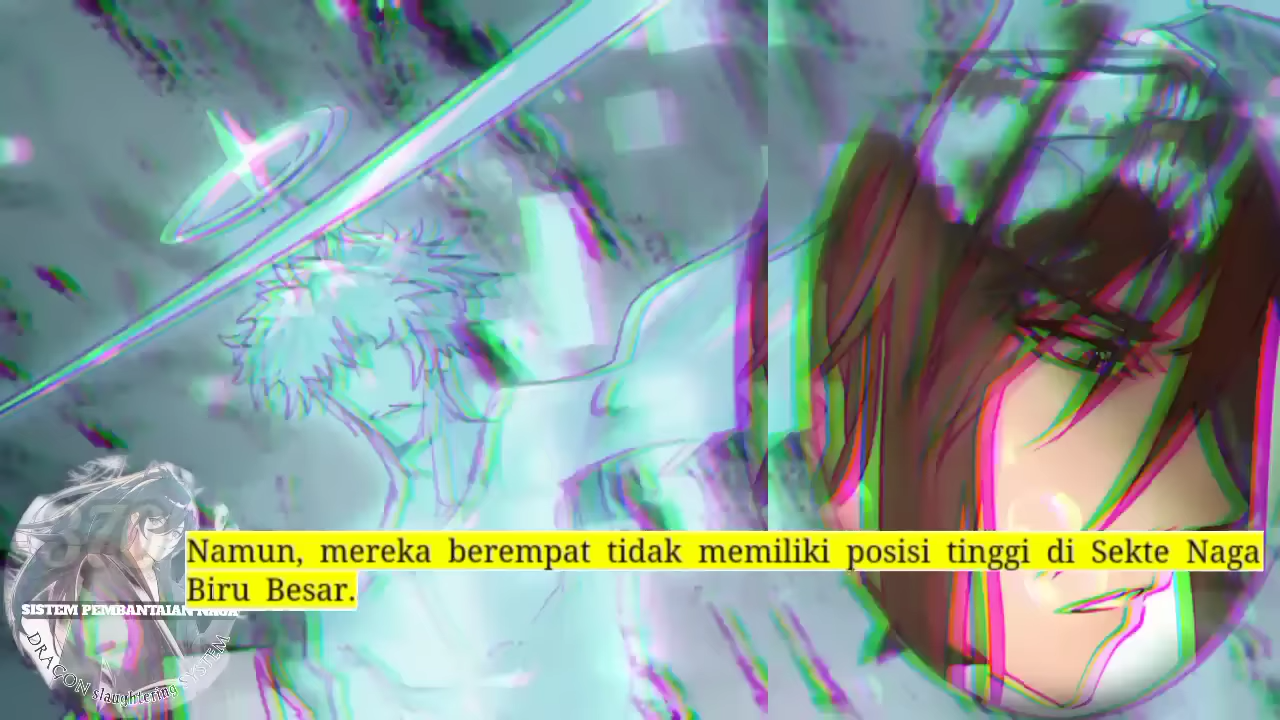 Namun, mereka berempat tidak memiliki posisi tinggi di Sekte Naga
Biru Besar.
SISTEM PEMBANTAIAN NAGA
DRAGON slaughtering SYSTEM